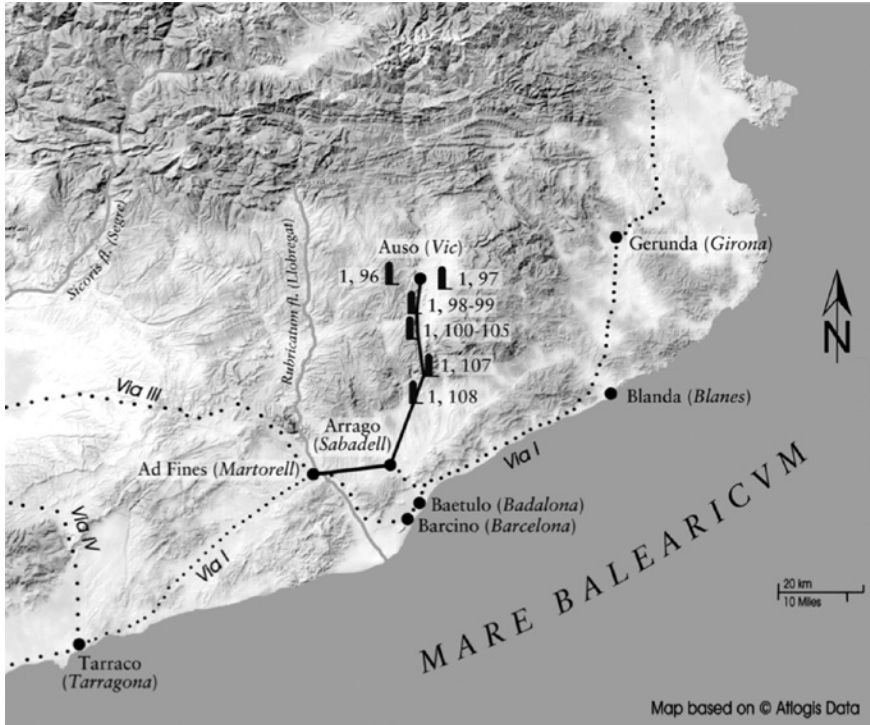 Sicoris fl. (Segre)
Rubricatum fl. (Llobregat)
Auso (Vic)
1, 96
1, 97
1, 98-99
1, 100-105
1, 107
1, 108
Gerunda (Girona)
N
Blanda (Blanes)
Via III
Arrago
(Sabadell)
Ad Fines (Martorell)
Via I
Baetulo (Badalona)
Barcino (Barcelona)
Via IV
Via I
MARE BALEARICVM
20 km
10 Miles
Tarraco
(Tarragona)
Map based on © Atlogis Data